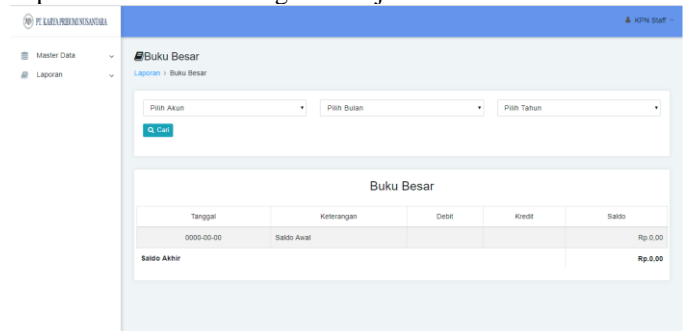 PT. KARYA PRIBUMI NUSANTARA
KPN Staff
Master Data
Laporan
Buku Besar
Laporan > Buku Besar
Pilih Akun
Pilih Bulan
Pilih Tahun
Cari
Buku Besar
Tanggal Keterangan Debit Kredit Saldo
0000-00-00 Saldo Awal Rp.0,00
Saldo Akhir Rp.0,00